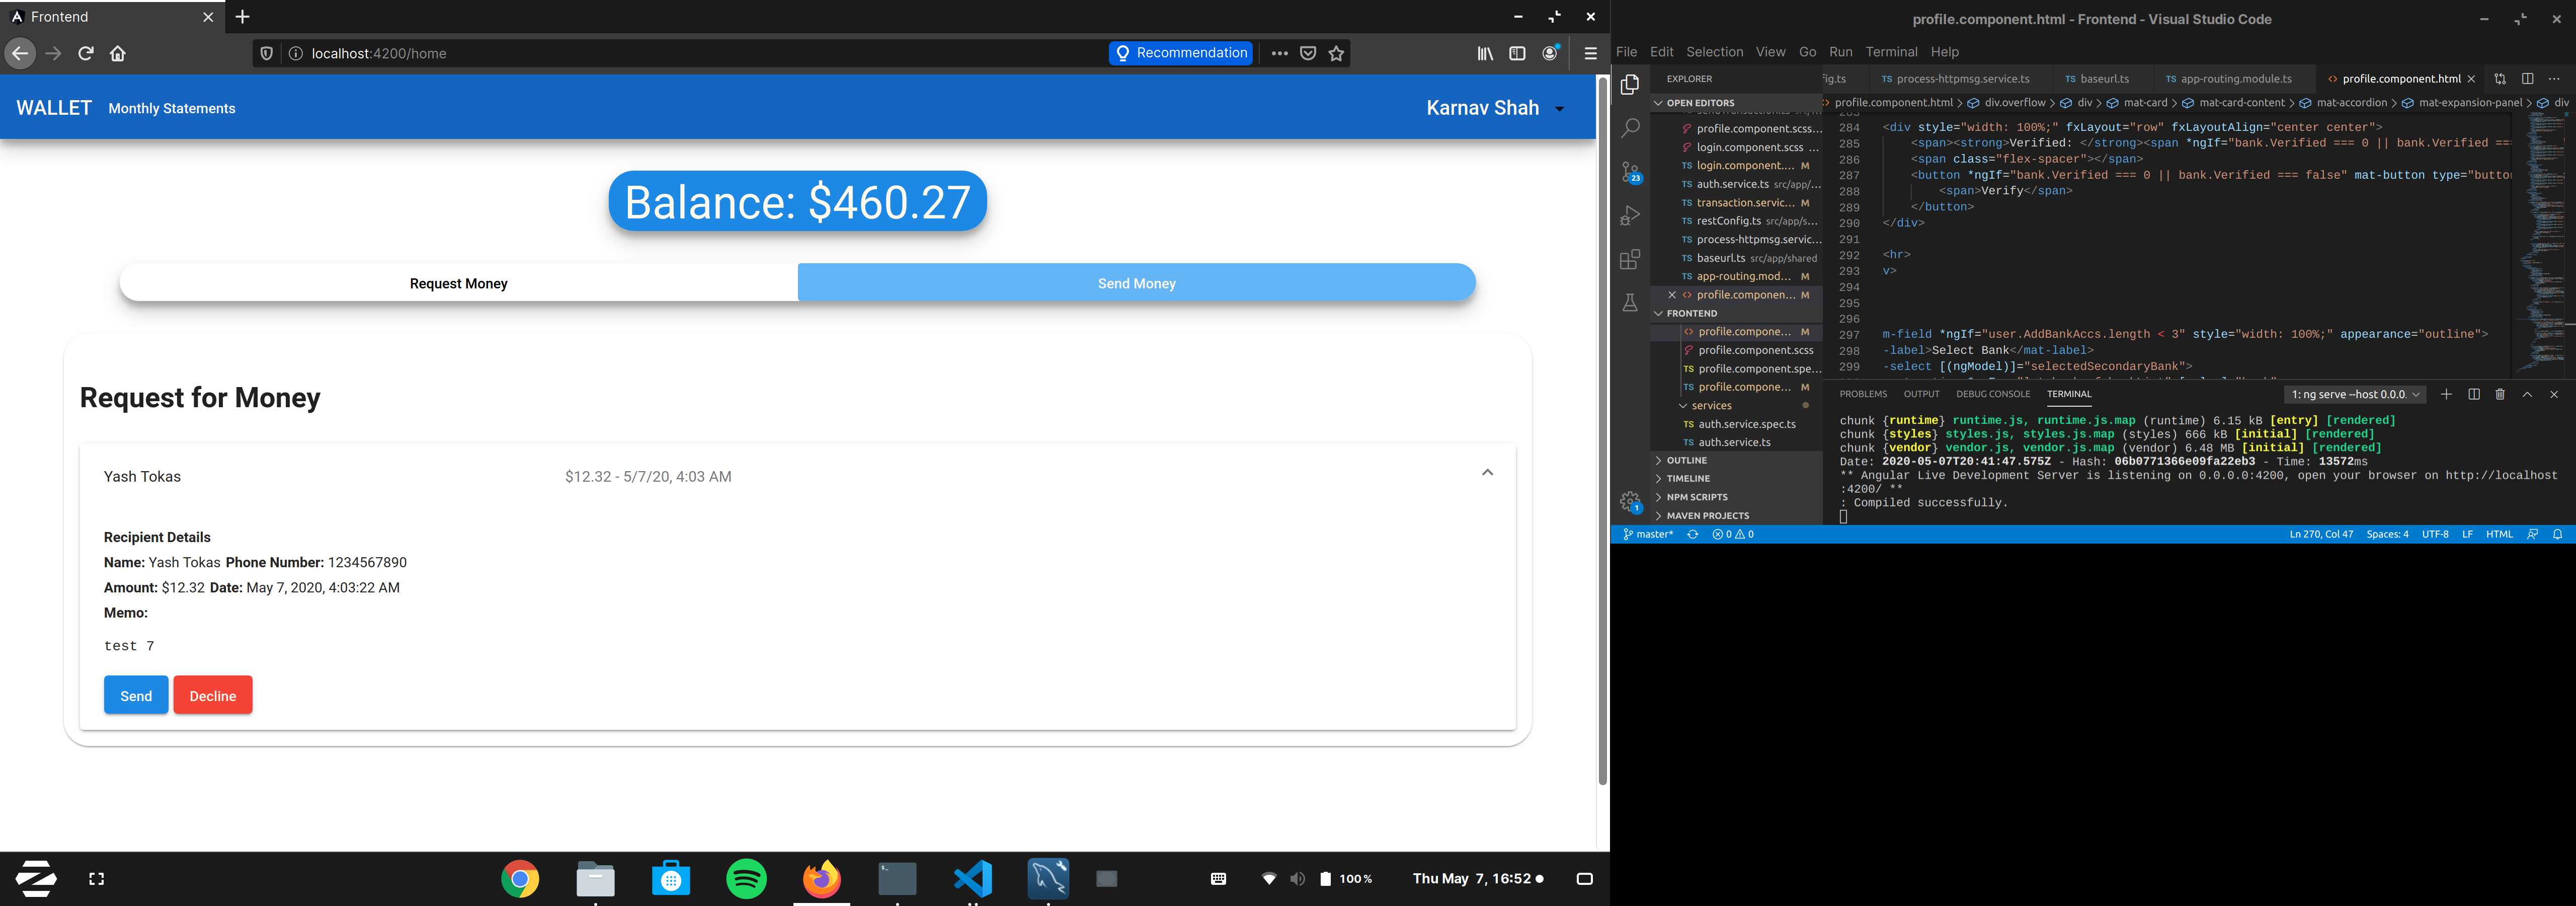 Frontend
localhost:4200/home
Recommendation
WALLET Monthly Statements
Karnav Shah
Balance: $460.27
Request Money
Send Money
Request for Money
Yash Tokas
$12.32 - 5/7/20, 4:03 AM
Recipient Details
Name: Yash Tokas Phone Number: 1234567890
Amount: $12.32 Date: May 7, 2020, 4:03:22 AM
Memo:
test 7
Send
Decline
100%
Thu May 7, 16:52
profile.component.html - Frontend - Visual Studio Code
File Edit Selection View Go Run Terminal Help
EXPLORER
fig.ts
TS process-httpmsg.service.ts
TS baseurl.ts
TS app-routing.module.ts
<> profile.component.html
profile.component.html > div.overflow > div > mat-card > mat-card-content > mat-accordion > mat-expansion-panel > div
OPEN EDITORS
profile.component.scss...
login.component.scss ...
TS login.component.... M
TS auth.service.ts src/app/...
TS transaction.servic... M
TS restConfig.ts src/app/s...
TS process-httpmsg.servic...
TS baseurl.ts src/app/shared
TS app-routing.mod... M
<> profile.componen... M
FRONTEND
<> profile.compone... M
profile.component.scss
TS profile.component.spe...
TS profile.compone... M
services
TS auth.service.spec.ts
TS auth.service.ts
OUTLINE
TIMELINE
NPM SCRIPTS
MAVEN PROJECTS
23
1
284 <div style="width: 100%;" fxLayout="row" fxLayoutAlign="center center">
285 <span><strong>Verified: </strong><span *ngIf="bank.Verified === 0 || bank.Verified ===
286 <span class="flex-spacer"></span>
287 <button *ngIf="bank.Verified === 0 || bank.Verified === false" mat-button type="button
288 <span>Verify</span>
289 </button>
290 </div>
291
292 <hr>
293 v>
294
295
296
297 m-field *ngIf="user.AddBankAccs.length < 3" style="width: 100%;" appearance="outline">
298 -label>Select Bank</mat-label>
299 -select [(ngModel)]="selectedSecondaryBank">
PROBLEMS OUTPUT DEBUG CONSOLE TERMINAL
1: ng serve --host 0.0.0.
chunk {runtime} runtime.js, runtime.js.map (runtime) 6.15 kB [entry] [rendered]
chunk {styles} styles.js, styles.js.map (styles) 666 kB [initial] [rendered]
chunk {vendor} vendor.js, vendor.js.map (vendor) 6.48 MB [initial] [rendered]
Date: 2020-05-07T20:41:47.575Z - Hash: 06b0771366e09fa22eb3 - Time: 13572ms
** Angular Live Development Server is listening on 0.0.0.0:4200, open your browser on http://localhost
:4200/ **
: Compiled successfully.
master*
0
0
Ln 270, Col 47
Spaces: 4
UTF-8
LF
HTML